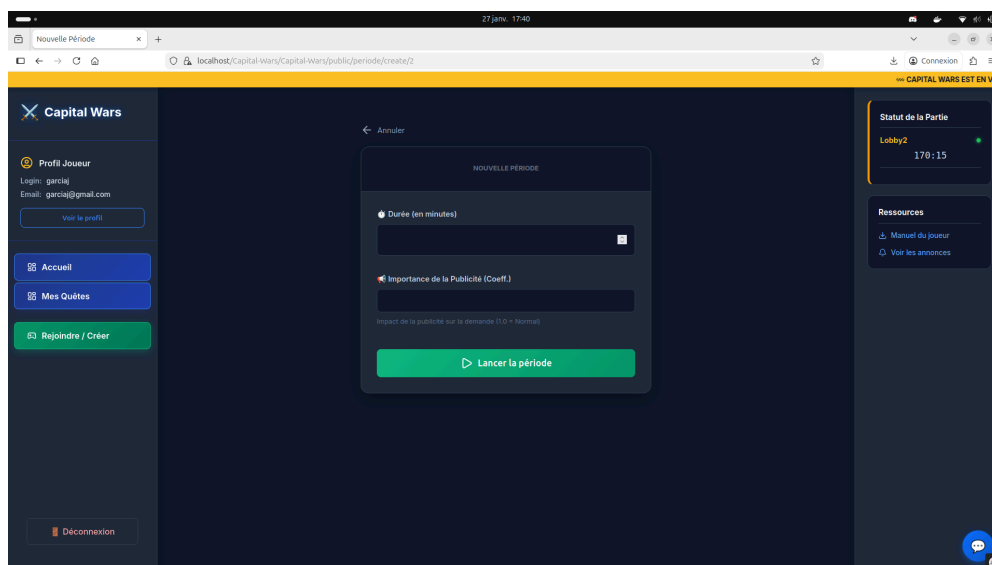 27 janv. 17:40
Nouvelle Période
localhost/Capital-Wars/Capital-Wars/public/periode/create/2
Connexion
CAPITAL WARS EST EN V
Capital Wars
Profil Joueur
Login: garciaj
Email: garciaj@gmail.com
Voir le profil
Accueil
Mes Quêtes
Rejoindre / Créer
Déconnexion
Annuler
NOUVELLE PÉRIODE
Durée (en minutes)
Importance de la Publicité (Coeff.)
Impact de la publicité sur la demande (1.0 = Normal)
Lancer la période
Statut de la Partie
Lobby2
170:15
Ressources
Manuel du joueur
Voir les annonces